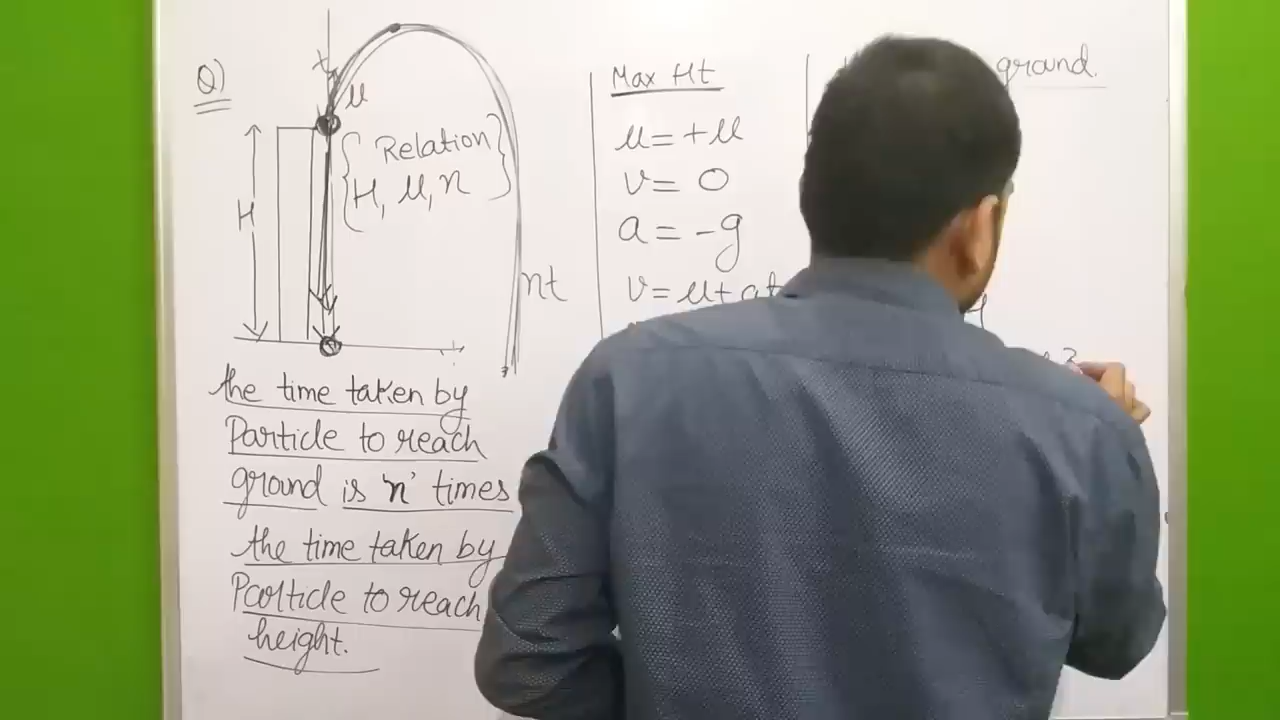 Q)
t
u
H
{ Relation }
H, u, n
nt
the time taken by
Particle to reach
ground is 'n' times
the time taken by
Particle to reach
height.
Max Ht
u = +u
v = 0
a = -g
v = u + at
ground.